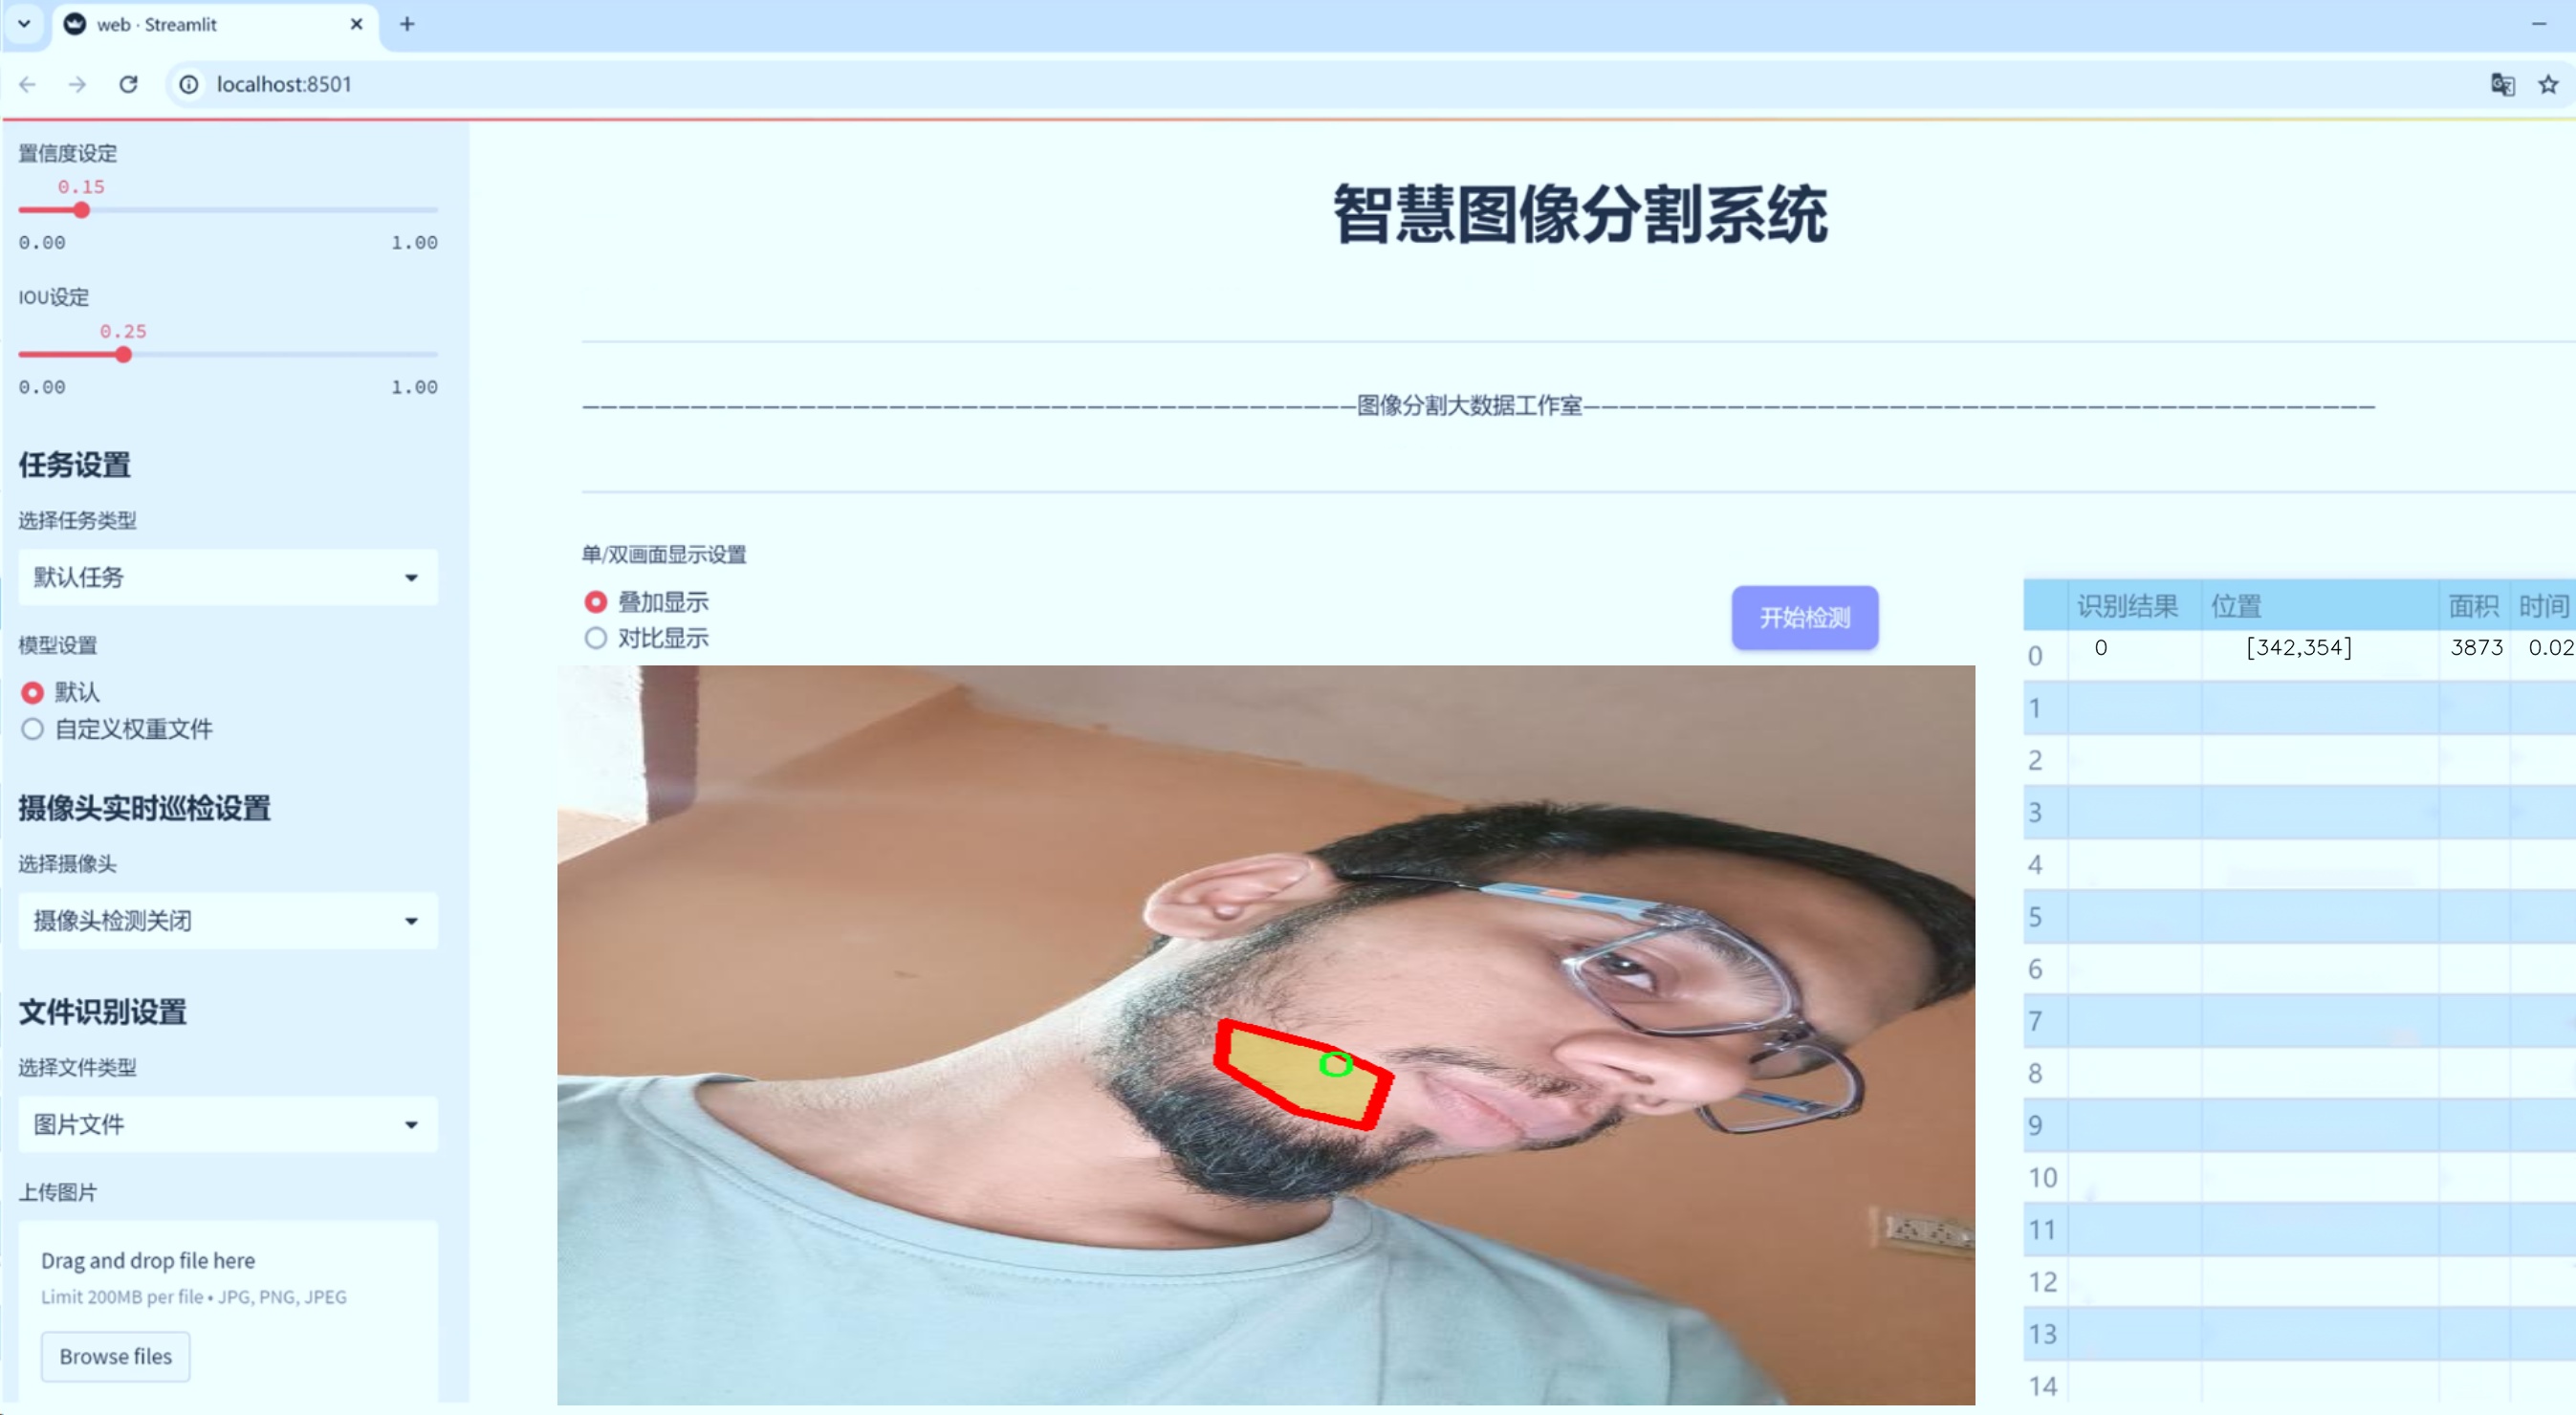 web · Streamlit
localhost:8501
置信度设定
0.15
0.00 1.00
IOU设定
0.25
0.00 1.00
任务设置
选择任务类型
默认任务
模型设置
默认
自定义权重文件
摄像头实时巡检设置
选择摄像头
摄像头检测关闭
文件识别设置
选择文件类型
图片文件
上传图片
Drag and drop file here
Limit 200MB per file • JPG, PNG, JPEG
Browse files
智慧图像分割系统
———————————————————————————————————————————图像分割大数据工作室————————————————————————————————————————————
单/双画面显示设置
叠加显示
对比显示
开始检测
识别结果 位置 面积 时间
0 0 [342,354] 3873 0.02
1
2
3
4
5
6
7
8
9
10
11
12
13
14